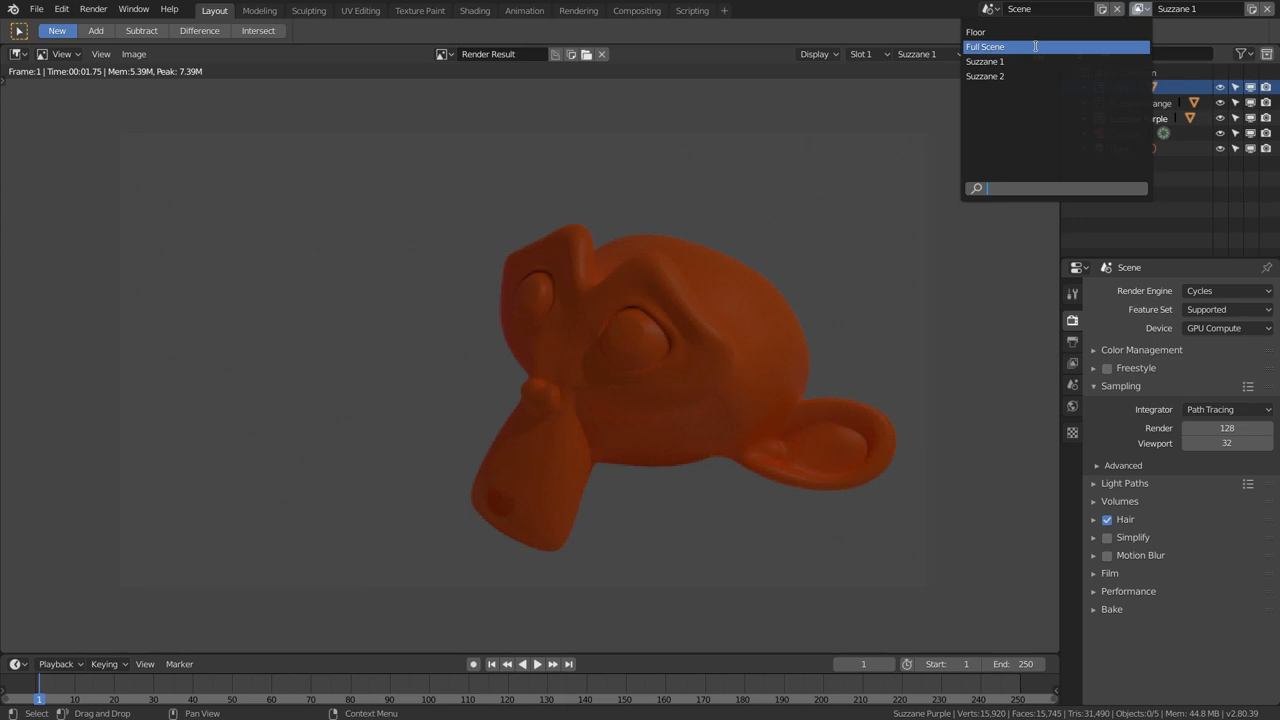 File Edit Render Window Help Layout Modeling Sculpting UV Editing Texture Paint Shading Animation Rendering Compositing Scripting + Scene Suzzane 1
New Add Subtract Difference Intersect
View View Image Render Result Display Slot 1 Suzzane 1
Frame:1 | Time:00:01.75 | Mem:5.39M, Peak: 7.39M
Floor
Full Scene
Suzzane 1
Suzzane 2
Scene
Render Engine Cycles
Feature Set Supported
Device GPU Compute
Color Management
Freestyle
Sampling
Integrator Path Tracing
Render 128
Viewport 32
Advanced
Light Paths
Volumes
Hair
Simplify
Motion Blur
Film
Performance
Bake
Playback Keying View Marker 1 Start: 1 End: 250
1 10 20 30 40 50 60 70 80 90 100 110 120 130 140 150 160 170 180 190 200 210 220 230 240 250
Select Drag and Drop Pan View Context Menu Suzzane Purple | Verts:15,920 | Faces:15,745 | Tris:31,490 | Objects:0/5 | Mem: 44.8 MB | v2.80.39